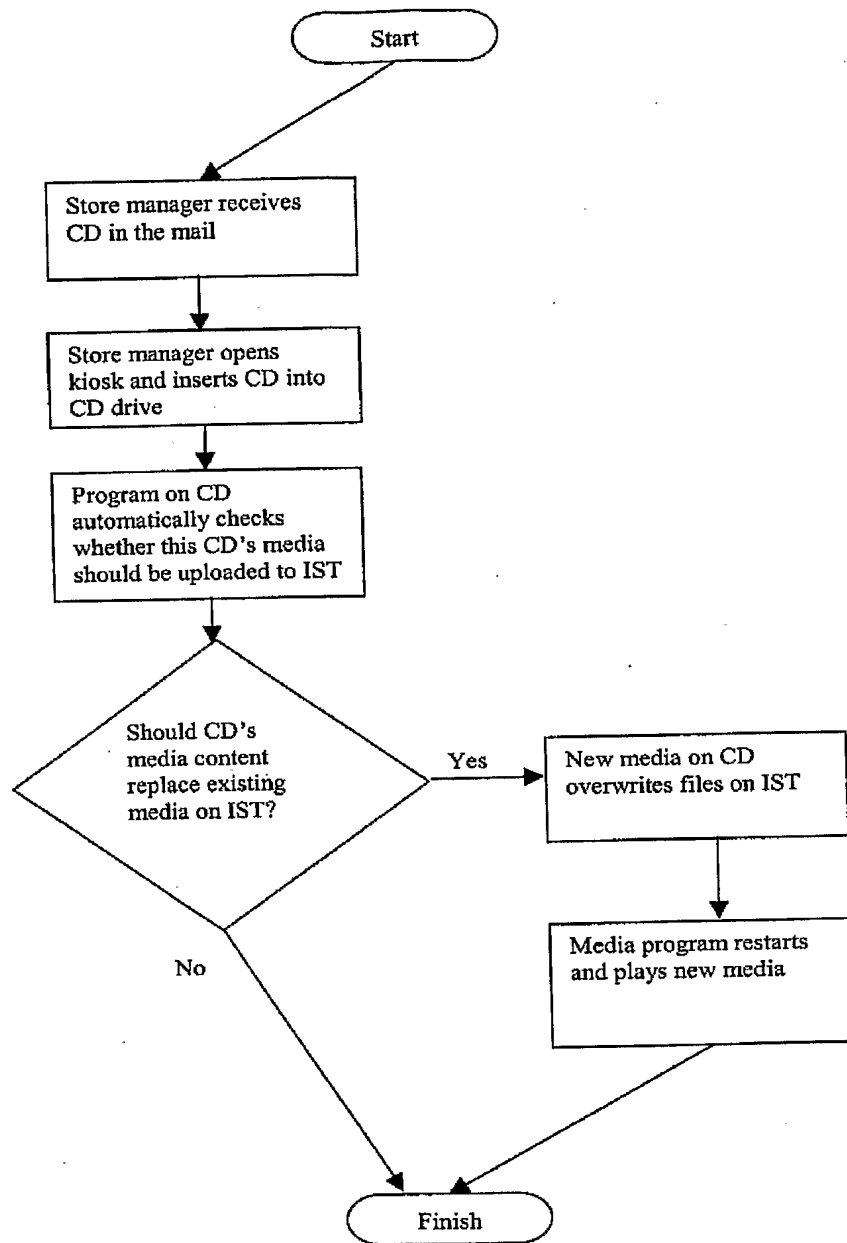 Start
Store manager receives
CD in the mail
Store manager opens
kiosk and inserts CD into
CD drive
Program on CD
automatically checks
whether this CD's media
should be uploaded to IST
Should CD's
media content
replace existing
media on IST?
Yes
New media on CD
overwrites files on IST
Media program restarts
and plays new media
No
Finish